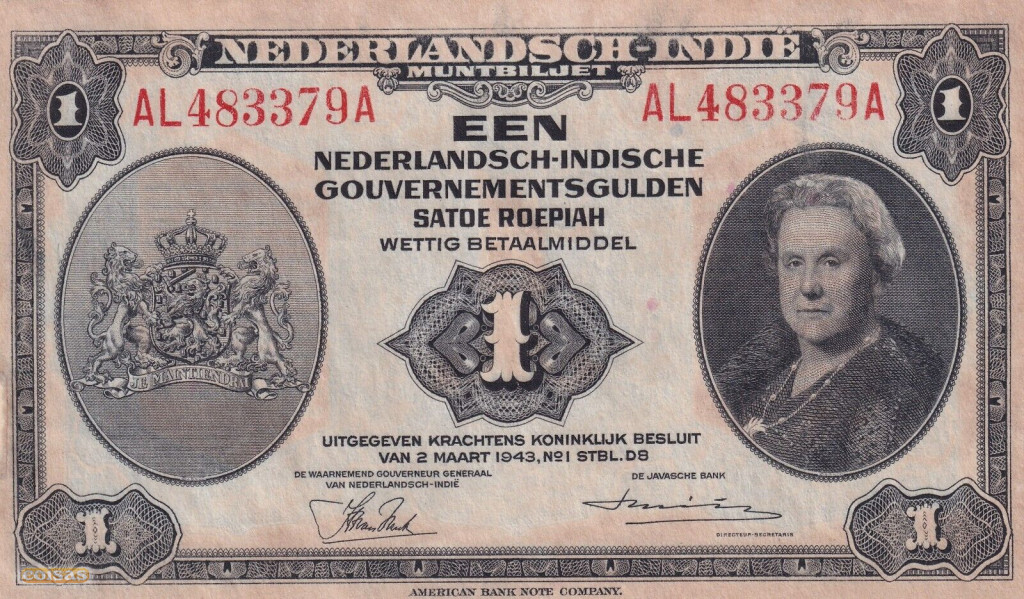 NEDERLANDSCH-INDIË
MUNTBILJET
1
1
AL483379A
AL483379A
EEN
NEDERLANDSCH-INDISCHE
GOUVERNEMENTSGULDEN
SATOE ROEPIAH
WETTIG BETAALMIDDEL
1
JE MAINTIENDRAI
UITGEGEVEN KRACHTENS KONINKLIJK BESLUIT
VAN 2 MAART 1943, No1 STBL.D8
DE WAARNEMEND GOUVERNEUR GENERAAL
VAN NEDERLANDSCH-INDIË
DE JAVASCHE BANK
DIRECTEUR-SECRETARIS
1
1
AMERICAN BANK NOTE COMPANY.